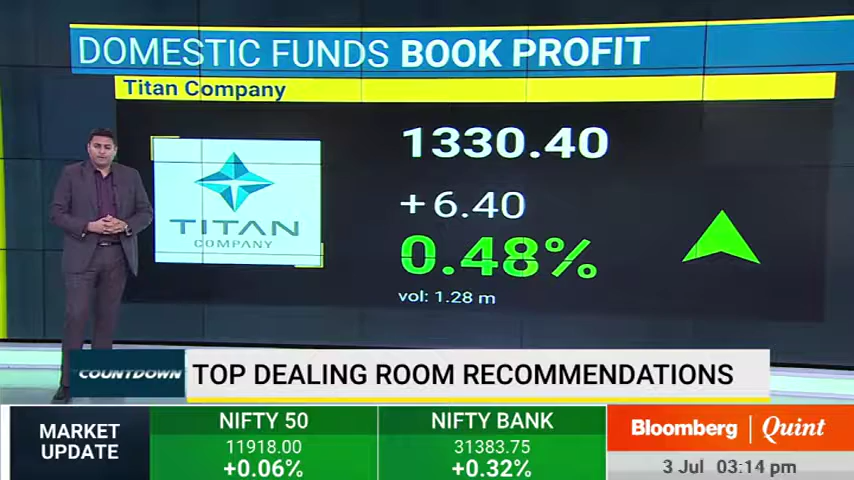 DOMESTIC FUNDS BOOK PROFIT
Titan Company
1330.40
+6.40
0.48%
vol: 1.28 m
TITAN
COMPANY
COUNTDOWN
TOP DEALING ROOM RECOMMENDATIONS
MARKET UPDATE
NIFTY 50
11918.00
+0.06%
NIFTY BANK
31383.75
+0.32%
Bloomberg | Quint
3 Jul 03:14 pm